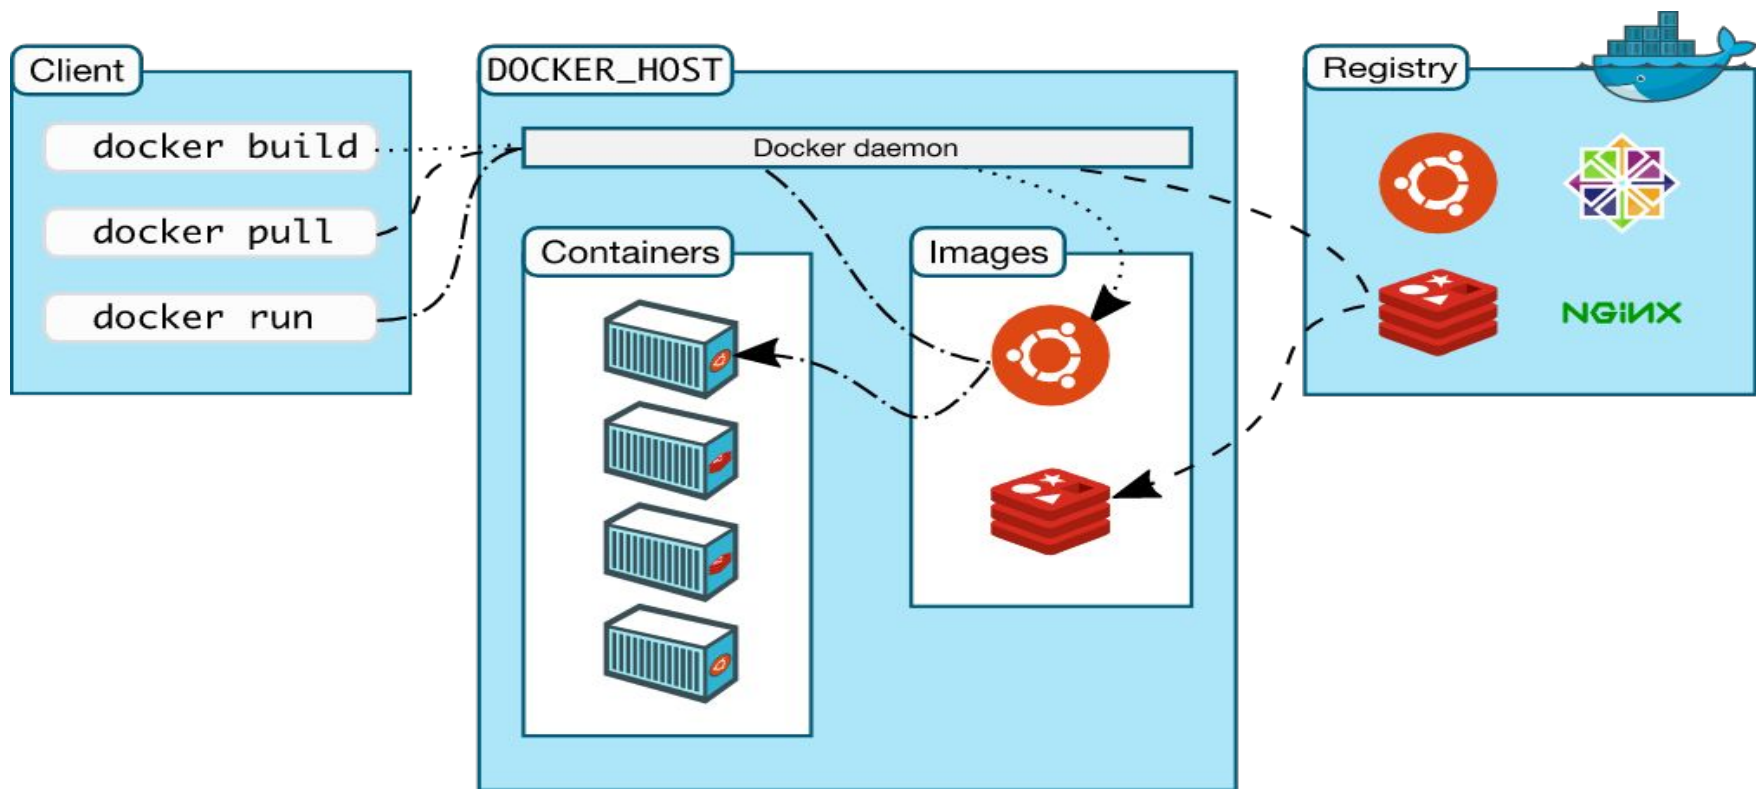 Client
docker build
docker pull
docker run
DOCKER_HOST
Docker daemon
Containers
Images
Registry
NGiNX